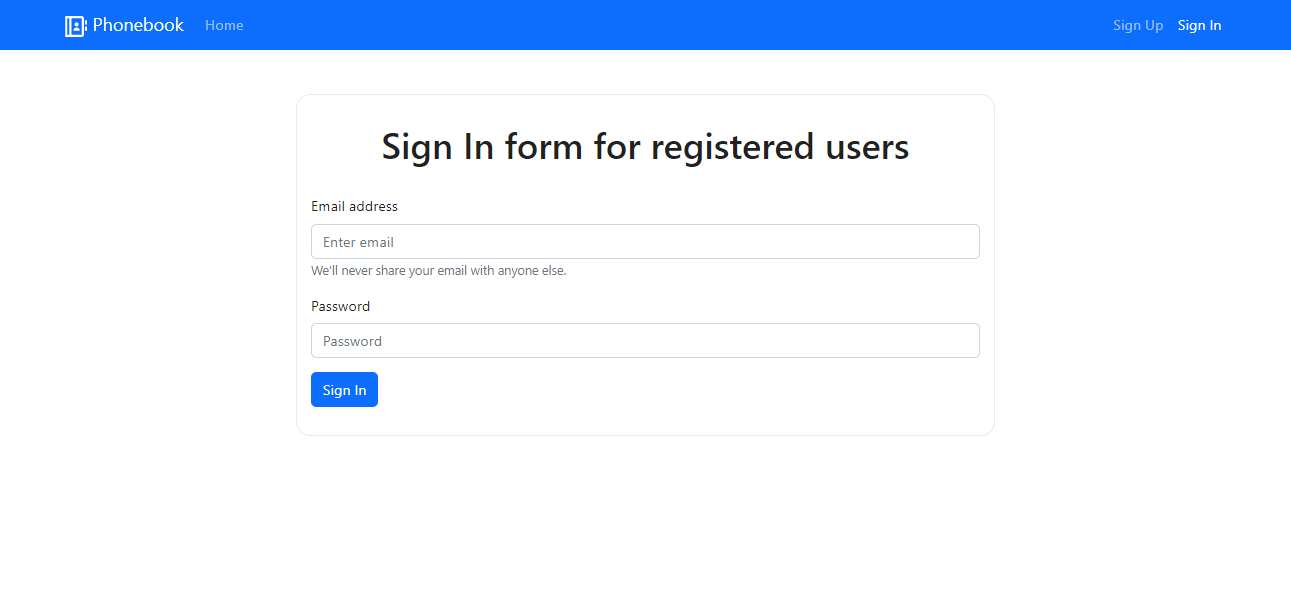 Phonebook Home Sign Up Sign In
Sign In form for registered users
Email address
Enter email
We'll never share your email with anyone else.
Password
Password
Sign In